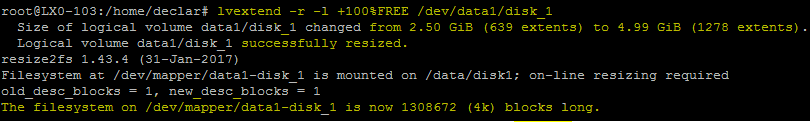 root@LX0-103:/home/declar# lvextend -r -l +100%FREE /dev/data1/disk_1
  Size of logical volume data1/disk_1 changed from 2.50 GiB (639 extents) to 4.99 GiB (1278 extents).
  Logical volume data1/disk_1 successfully resized.
resize2fs 1.43.4 (31-Jan-2017)
Filesystem at /dev/mapper/data1-disk_1 is mounted on /data/disk1; on-line resizing required
old_desc_blocks = 1, new_desc_blocks = 1
The filesystem on /dev/mapper/data1-disk_1 is now 1308672 (4k) blocks long.